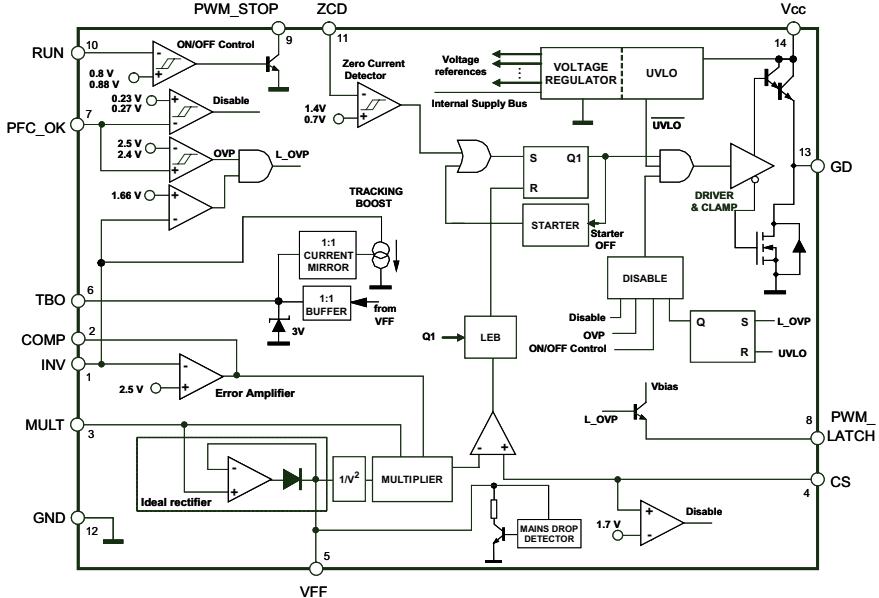 PWM_STOP
ZCD
Vcc
RUN
10
ON/OFF Control
9
11
14
0.8 V
0.88 V
Zero Current
Detector
Voltage
references
VOLTAGE
REGULATOR
UVLO
Internal Supply Bus
0.23 V
0.27 V
Disable
7
PFC_OK
1.4V
0.7V
UVLO
2.5 V
2.4 V
OVP
L_OVP
S
Q1
R
13
GD
DRIVER
& CLAMP
1.66 V
TRACKING
BOOST
STARTER
Starter
OFF
1:1
CURRENT
MIRROR
DISABLE
6
TBO
1:1
BUFFER
from
VFF
3V
Disable
OVP
ON/OFF Control
Q
S
R
L_OVP
UVLO
COMP
2
Q1
LEB
INV
1
2.5 V
Error Amplifier
Vbias
L_OVP
8
PWM_
LATCH
MULT
3
-
+
Ideal rectifier
1/V2
MULTIPLIER
CS
4
GND
12
MAINS DROP
DETECTOR
1.7 V
Disable
5
VFF